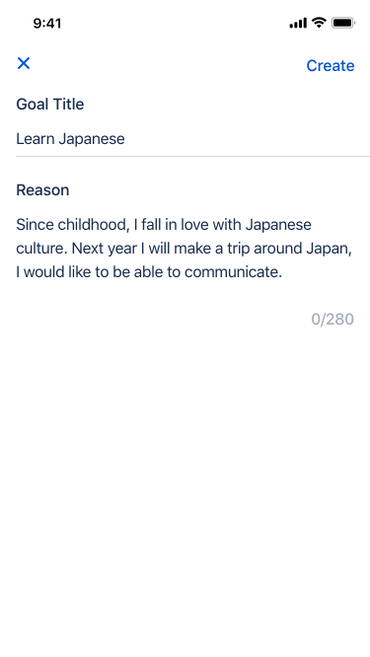 9:41
Create
Goal Title
Learn Japanese
Reason
Since childhood, I fall in love with Japanese
culture. Next year I will make a trip around Japan,
I would like to be able to communicate.
0/280